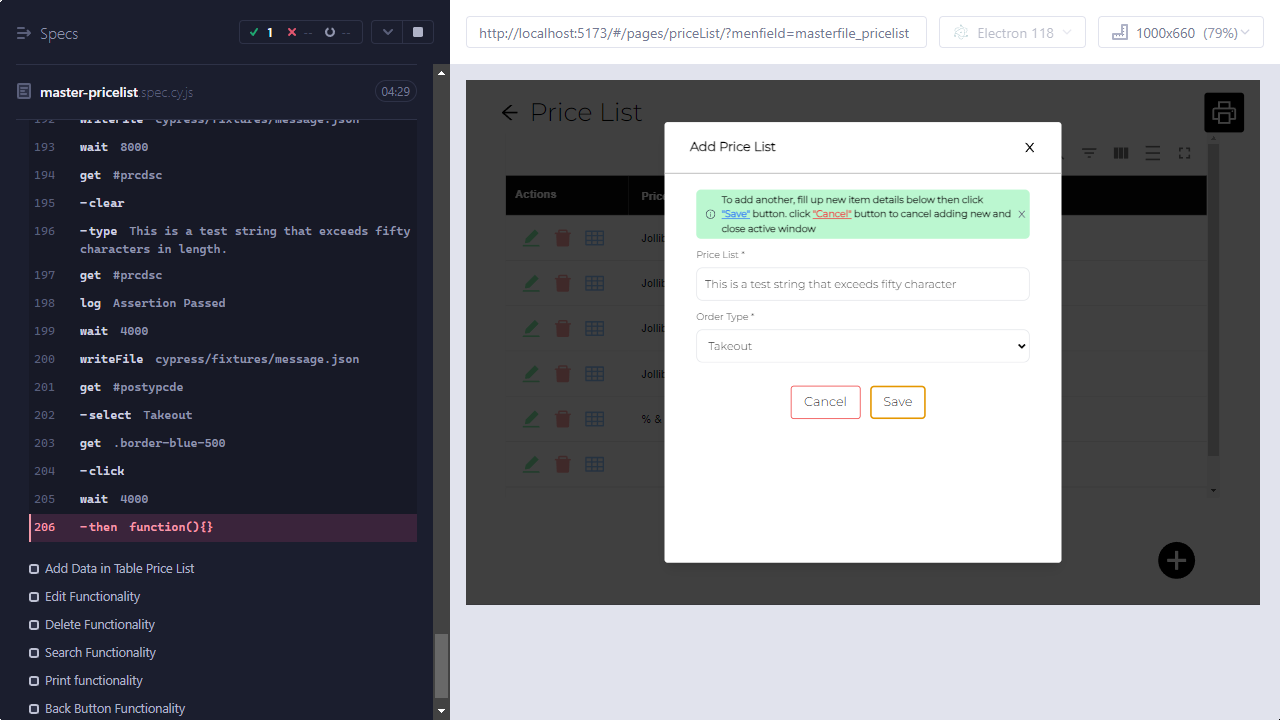 Specs
1
--
--
master-pricelist spec.cy.js
04:29
192 writeFile cypress/fixtures/message.json
193 wait 8000
194 get #prcdsc
195 -clear
196 -type This is a test string that exceeds fifty
characters in length.
197 get #prcdsc
198 log Assertion Passed
199 wait 4000
200 writeFile cypress/fixtures/message.json
201 get #postypcde
202 -select Takeout
203 get .border-blue-500
204 -click
205 wait 4000
206 -then function(){}
Add Data in Table Price List
Edit Functionality
Delete Functionality
Search Functionality
Print functionality
Back Button Functionality
http://localhost:5173/#/pages/priceList/?menfield=masterfile_pricelist
Electron 118
1000x660 (79%)
Price List
Actions
Price
Jollib
Jollib
Jollib
Jollib
% &
Add Price List
X
To add another, fill up new item details below then click
"Save" button. click "Cancel" button to cancel adding new and
close active window
X
Price List *
This is a test string that exceeds fifty character
Order Type *
Takeout
Cancel
Save